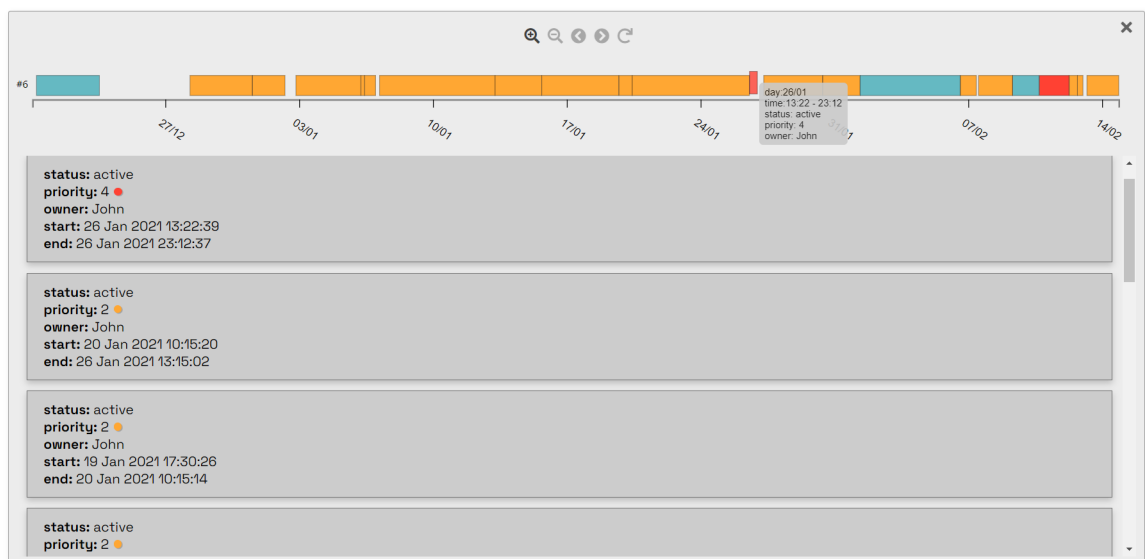 #6
27/12
03/01
10/01
17/01
24/01
31/01
07/02
14/02
day:26/01
time:13:22 - 23:12
status: active
priority: 4
owner: John
status: active
priority: 4
owner: John
start: 26 Jan 2021 13:22:39
end: 26 Jan 2021 23:12:37
status: active
priority: 2
owner: John
start: 20 Jan 2021 10:15:20
end: 26 Jan 2021 13:15:02
status: active
priority: 2
owner: John
start: 19 Jan 2021 17:30:26
end: 20 Jan 2021 10:15:14
status: active
priority: 2